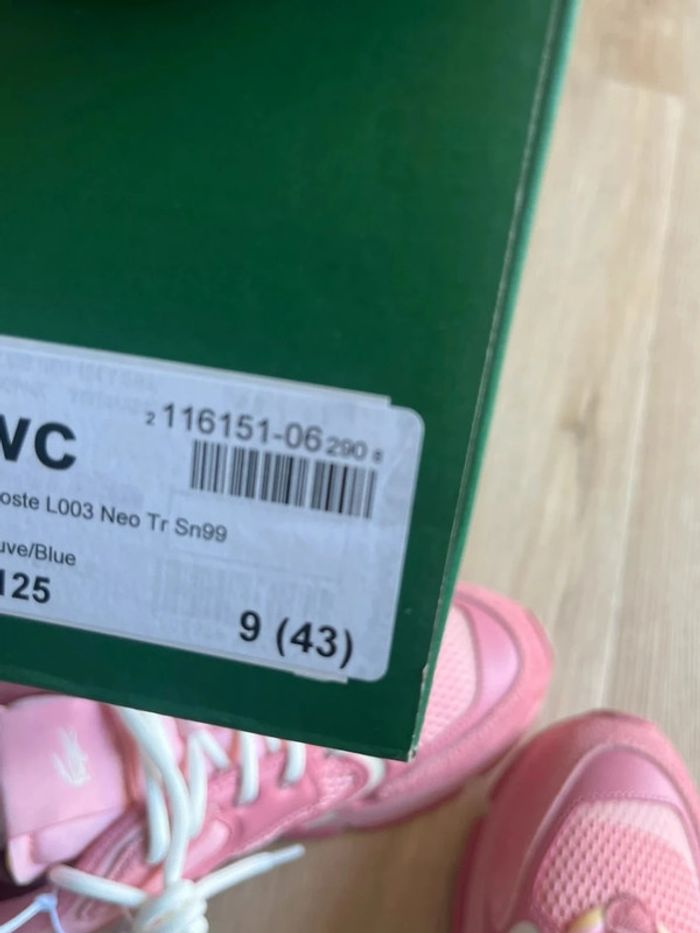 2 116151-06 290 8
WC
oste L003 Neo Tr Sn99
uve/Blue
125
9 (43)